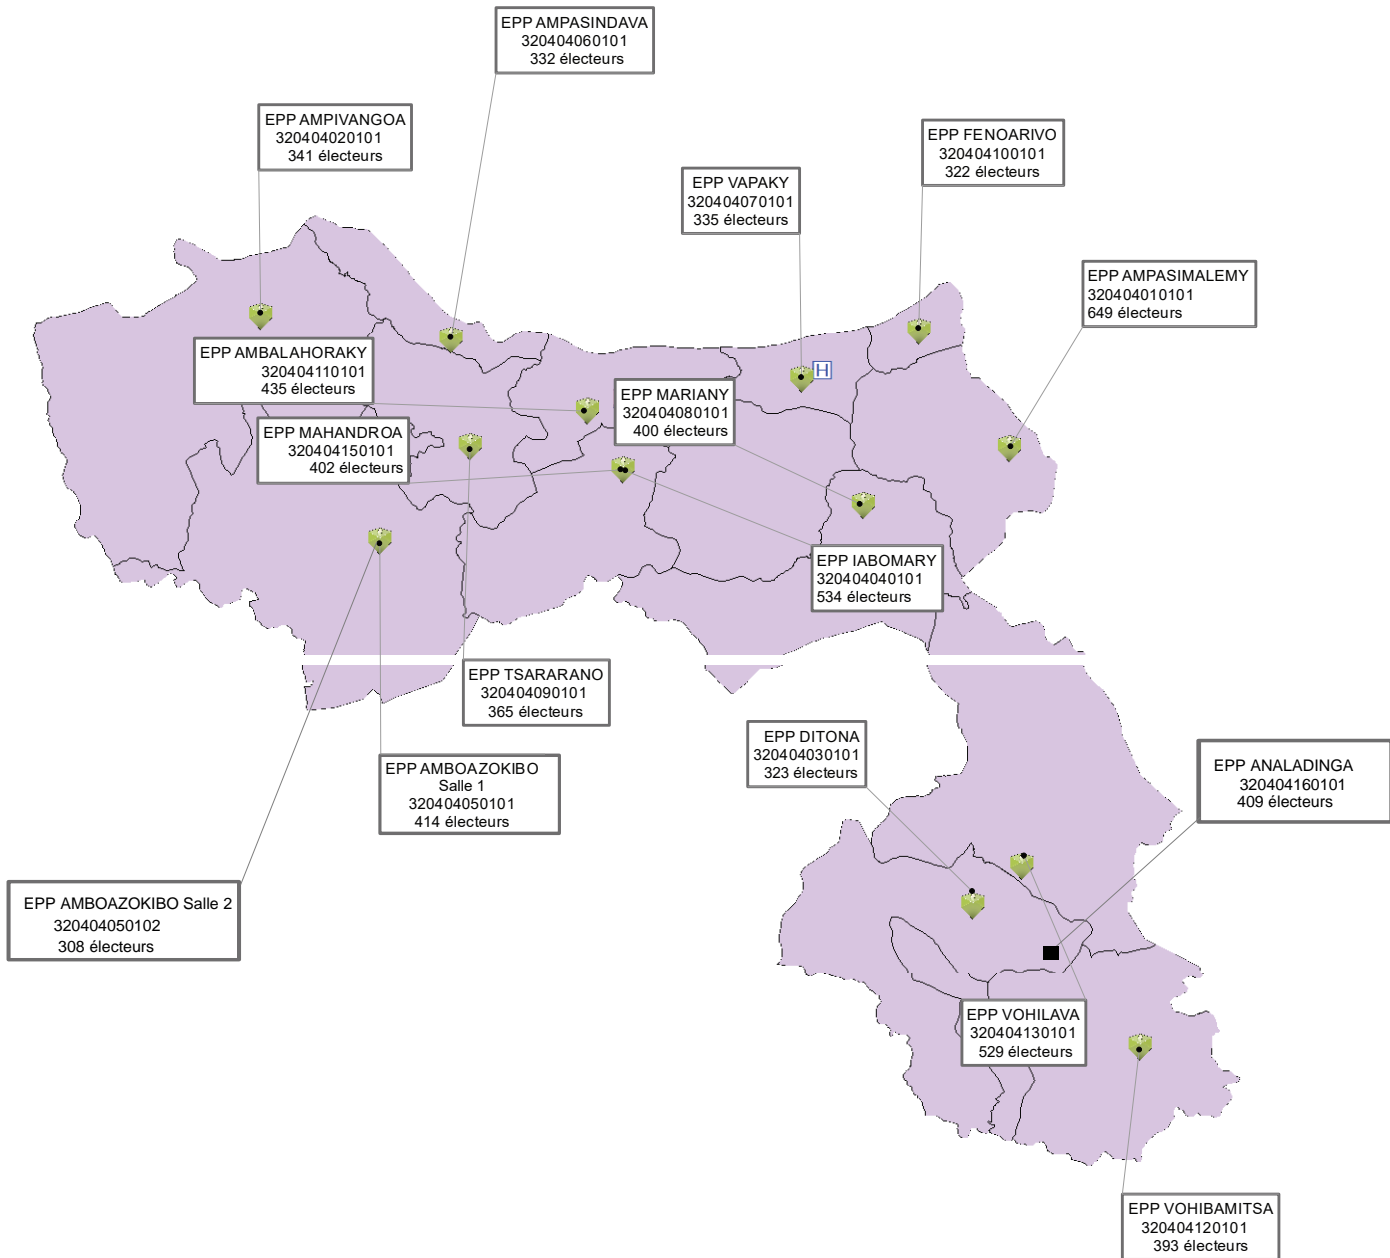 EPP AMPASINDAVA
320404060101
332 électeurs
EPP AMPIVANGOA
320404020101
341 électeurs
EPP FENOARIVO
320404100101
322 électeurs
EPP VAPAKY
320404070101
335 électeurs
EPP AMPASIMALEMY
320404010101
649 électeurs
EPP AMBALAHORAKY
320404110101
435 électeurs
H
EPP MARIANY
320404080101
400 électeurs
EPP MAHANDROA
320404150101
402 électeurs
EPP IABOMARY
320404040101
534 électeurs
EPP TSARARANO
320404090101
365 électeurs
EPP DITONA
320404030101
323 électeurs
EPP ANALADINGA
320404160101
409 électeurs
EPP AMBOAZOKIBO
Salle 1
320404050101
414 électeurs
EPP AMBOAZOKIBO Salle 2
320404050102
308 électeurs
EPP VOHILAVA
320404130101
529 électeurs
EPP VOHIBAMITSA
320404120101
393 électeurs